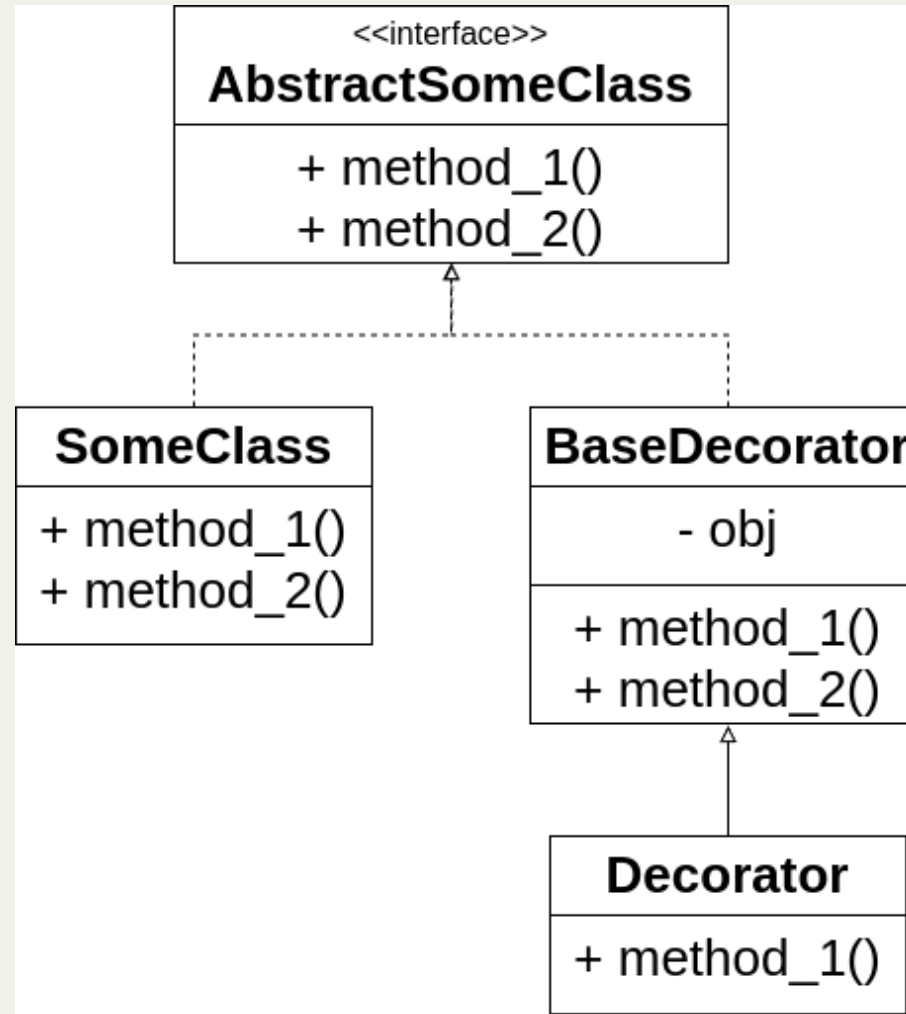 <<interface>>
AbstractSomeClass
+ method_1()
+ method_2()
SomeClass
+ method_1()
+ method_2()
BaseDecorator
- obj
+ method_1()
+ method_2()
Decorator
+ method_1()